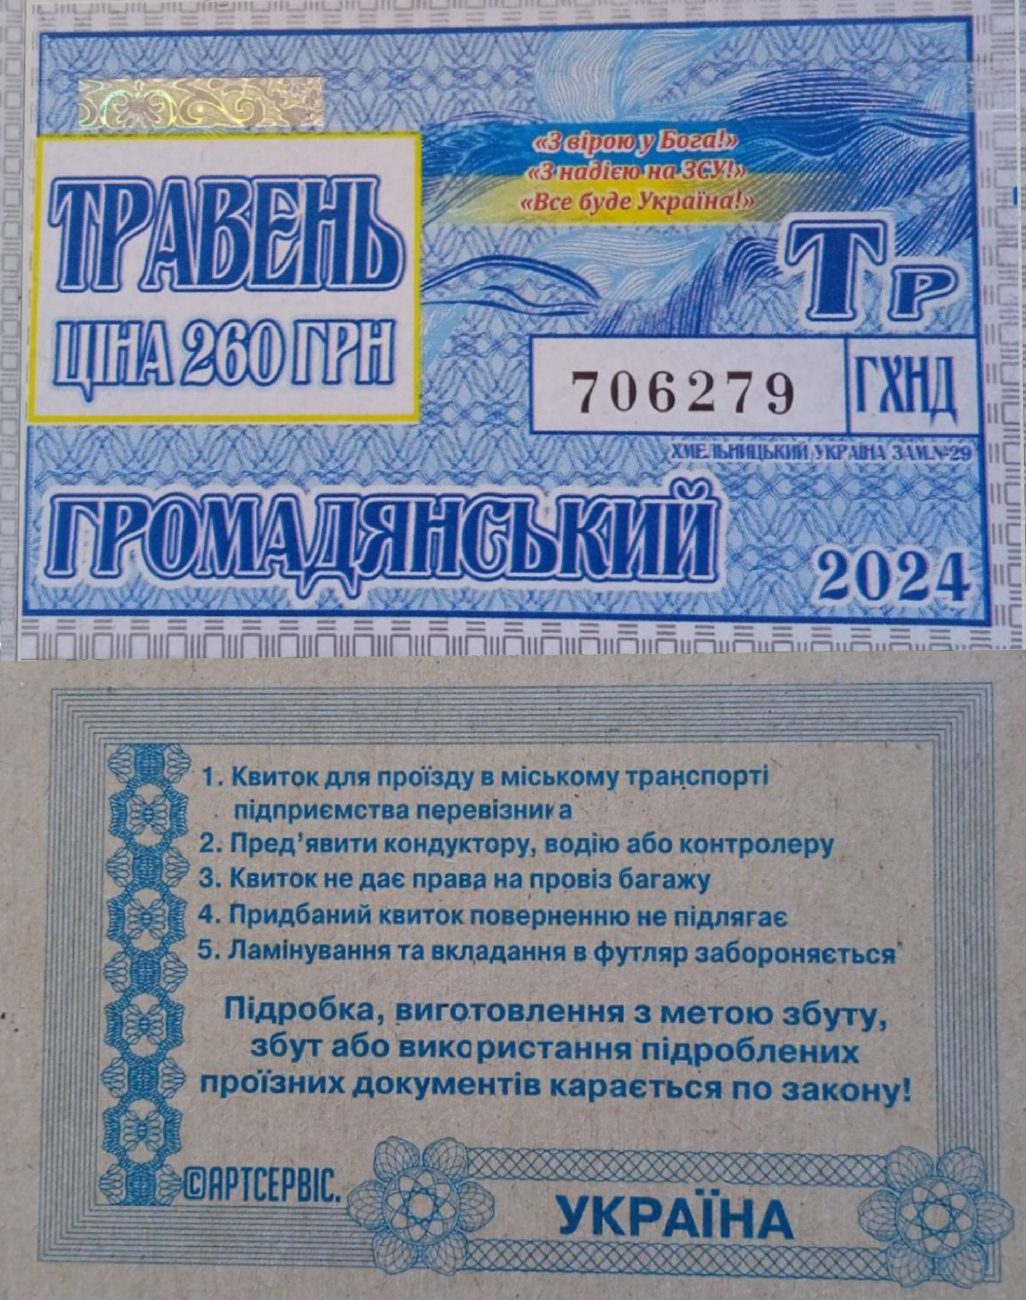 «З вірою у Бога!»
«З надією на ЗСУ!»
«Все буде Україна!»
ТРАВЕНЬ
ЦІНА 260 ГРН
Тр
706279 ГХНД
ХМЕЛЬНИЦЬКИЙ УКРАЇНА ЗАМ.№29
ГРОМАДЯНСЬКИЙ
2024
1. Квиток для проїзду в міському транспорті
підприємства перевізника
2. Пред’явити кондуктору, водію або контролеру
3. Квиток не дає права на провіз багажу
4. Придбаний квиток поверненню не підлягає
5. Ламінування та вкладання в футляр забороняється
Підробка, виготовлення з метою збуту,
збут або використання підроблених
проїзних документів карається по закону!
©АРТСЕРВІС.
УКРАЇНА